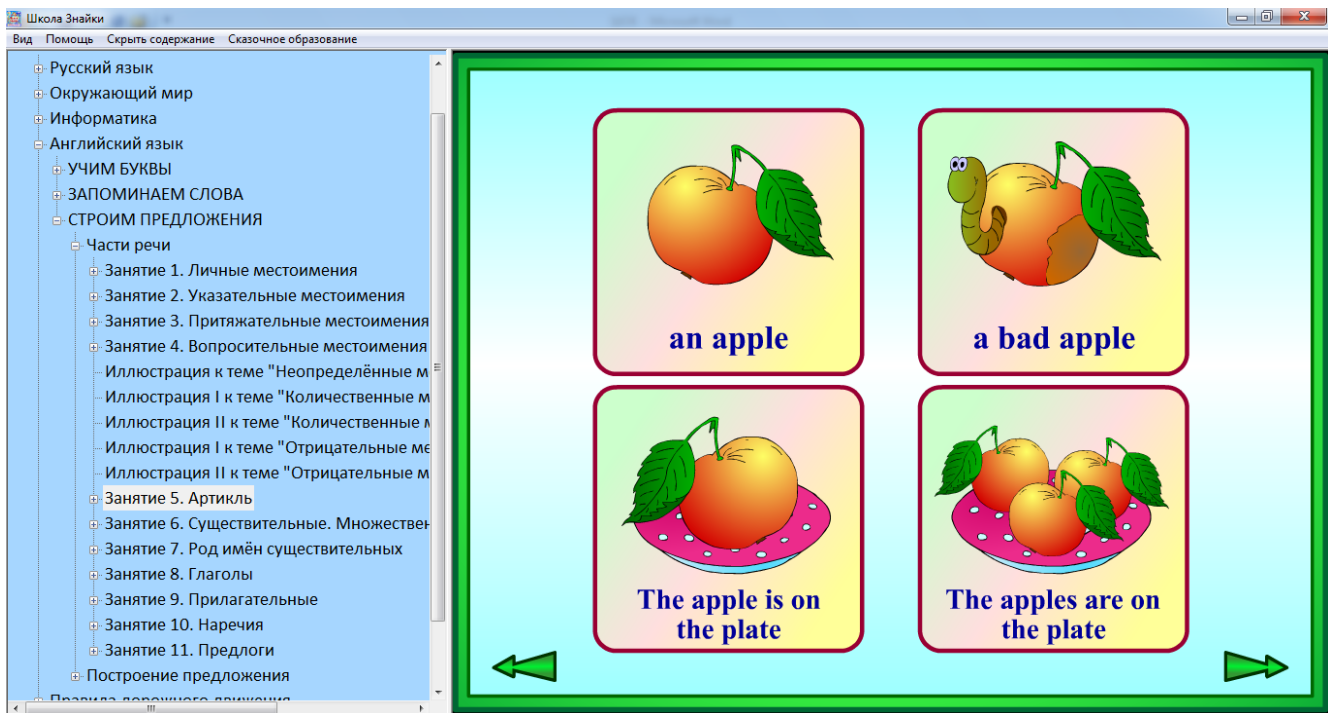 Школа Знайки
Вид Помощь Скрыть содержание Сказочное образование
Русский язык
Окружающий мир
Информатика
Английский язык
УЧИМ БУКВЫ
ЗАПОМИНАЕМ СЛОВА
СТРОИМ ПРЕДЛОЖЕНИЯ
Части речи
Занятие 1. Личные местоимения
Занятие 2. Указательные местоимения
Занятие 3. Притяжательные местоимения
Занятие 4. Вопросительные местоимения
Иллюстрация к теме "Неопределённые м
Иллюстрация I к теме "Количественные м
Иллюстрация II к теме "Количественные м
Иллюстрация I к теме "Отрицательные ме
Иллюстрация II к теме "Отрицательные м
Занятие 5. Артикль
Занятие 6. Существительные. Множествен
Занятие 7. Род имён существительных
Занятие 8. Глаголы
Занятие 9. Прилагательные
Занятие 10. Наречия
Занятие 11. Предлоги
Построение предложения
Правила дорожного движения
an apple
a bad apple
The apple is on
the plate
The apples are on
the plate